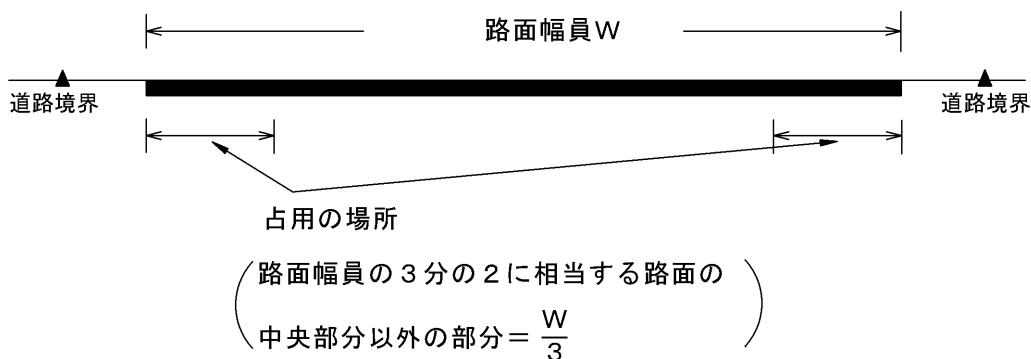 路面幅員W
道路境界
道路境界
占用の場所
路面幅員の3分の2に相当する路面の
中央部分以外の部分=W/3